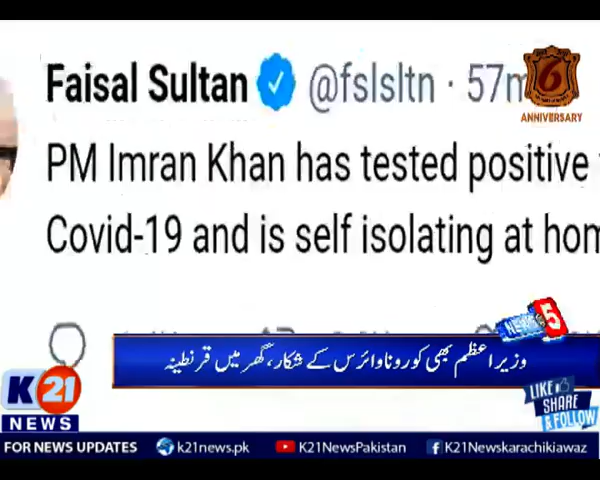 Faisal Sultan @fslsltn · 57m
6
ANNIVERSARY
PM Imran Khan has tested positive
Covid-19 and is self isolating at hom
NEWS @ 5
وزیراعظم بھی کورونا وائرس کے شکار، گھر میں قرنطینہ
K21
NEWS
LIKE
SHARE
& FOLLOW
FOR NEWS UPDATES k21news.pk K21NewsPakistan K21Newskarachikiawaz